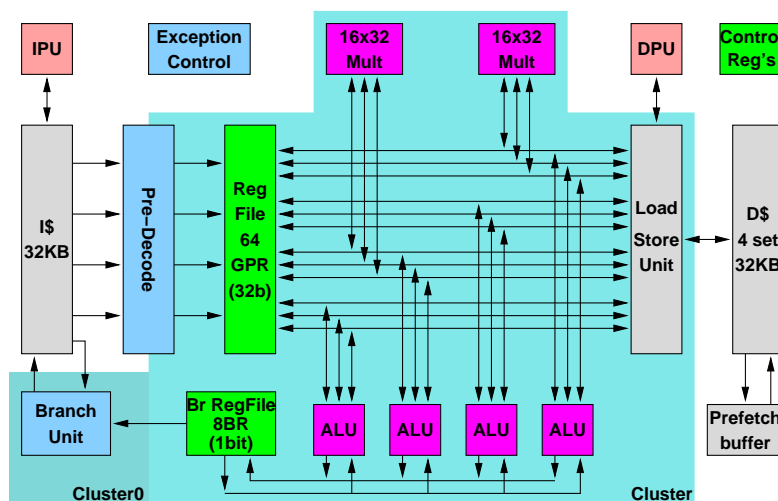 IPU
Exception
Control
16x32
Mult
16x32
Mult
DPU
Control
Reg's
I$
32KB
Pre-Decode
Reg
File
64
GPR
(32b)
Load
Store
Unit
D$
4 set
32KB
Branch
Unit
Br RegFile
8BR
(1bit)
ALU
ALU
ALU
ALU
Prefetch
buffer
Cluster0
Cluster